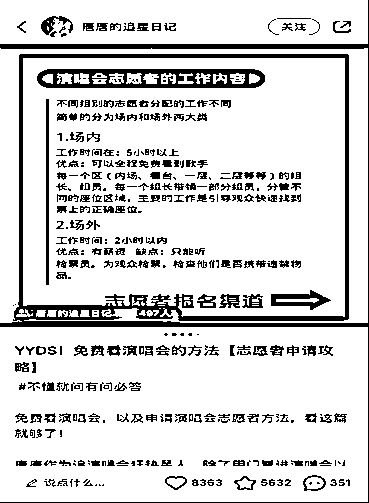 唐唐的追星日记
关注
演唱会志愿者的工作内容
不同组别的志愿者分配的工作不同
简单的分为场内和场外两大类
1.场内
工作时间在：5小时以上
优点：可以全程免费看到歌手
每一个区（内场、看台、一层、二层等等）的组
长、组员。每一个组长带领一部分组员，分管不
同的座位区域，主要的工作是引导观众快速找到
票上的正确座位。
2.场外
工作时间：2小时以内
优点：有薪资 缺点：只能听
检票员。为观众检票，检查他们是否携带违禁物
品。
志愿者报名渠道
唐唐的追星日记 497人
YYDS！免费看演唱会的方法【志愿者申请攻
略】
#不懂就问有问必答
免费看演唱会，以及申请演唱会志愿者方法，看这篇
就够了！
说点什么... 8363 5632 351